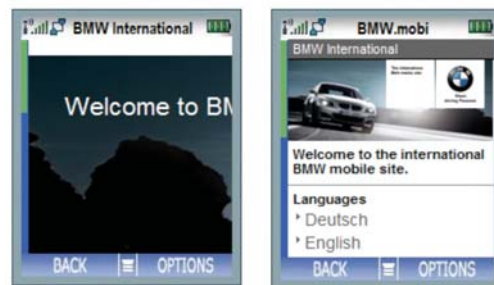 BMW International
Welcome to BM
BACK OPTIONS
BMW.mobi
BMW International
Welcome to the international
BMW mobile site.
Languages
Deutsch
English
BACK OPTIONS